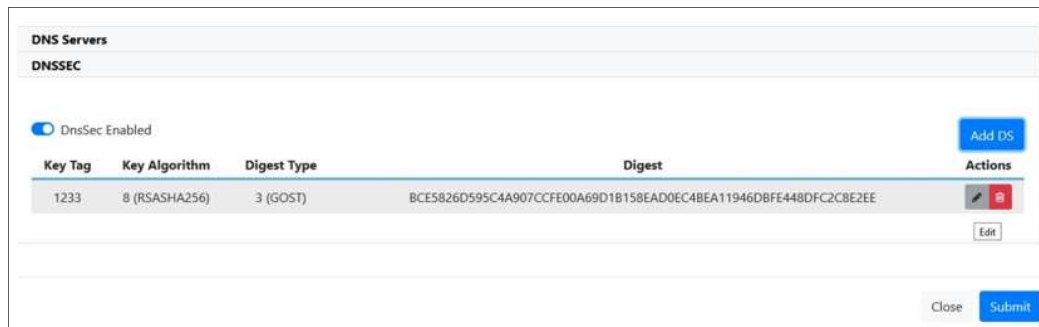 DNS Servers
DNSSEC
DnsSec Enabled
Add DS
Key Tag Key Algorithm Digest Type Digest Actions
1233 8 (RSASHA256) 3 (GOST) BCE5826D595C4A907CCFE00A69D1B158EAD0EC4BEA11946DBFE448DFC2C8E2EE
Edit
Close Submit